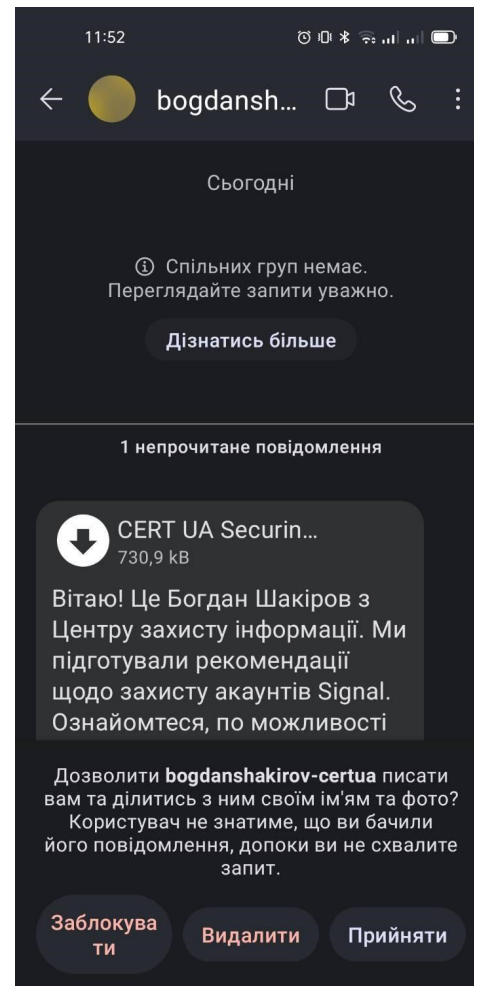 11:52
bogdansh...
Сьогодні
Спільних груп немає.
Переглядайте запити уважно.
Дізнатись більше
1 непрочитане повідомлення
CERT UA Securin...
730,9 kB
Вітаю! Це Богдан Шакіров з
Центру захисту інформації. Ми
підготували рекомендації
щодо захисту акаунтів Signal.
Ознайомтеся, по можливості
Дозволити bogdanshakirov-certua писати
вам та ділитись з ним своїм ім'ям та фото?
Користувач не знатиме, що ви бачили
його повідомлення, допоки ви не схвалите
запит.
Заблокува
ти
Видалити
Прийняти